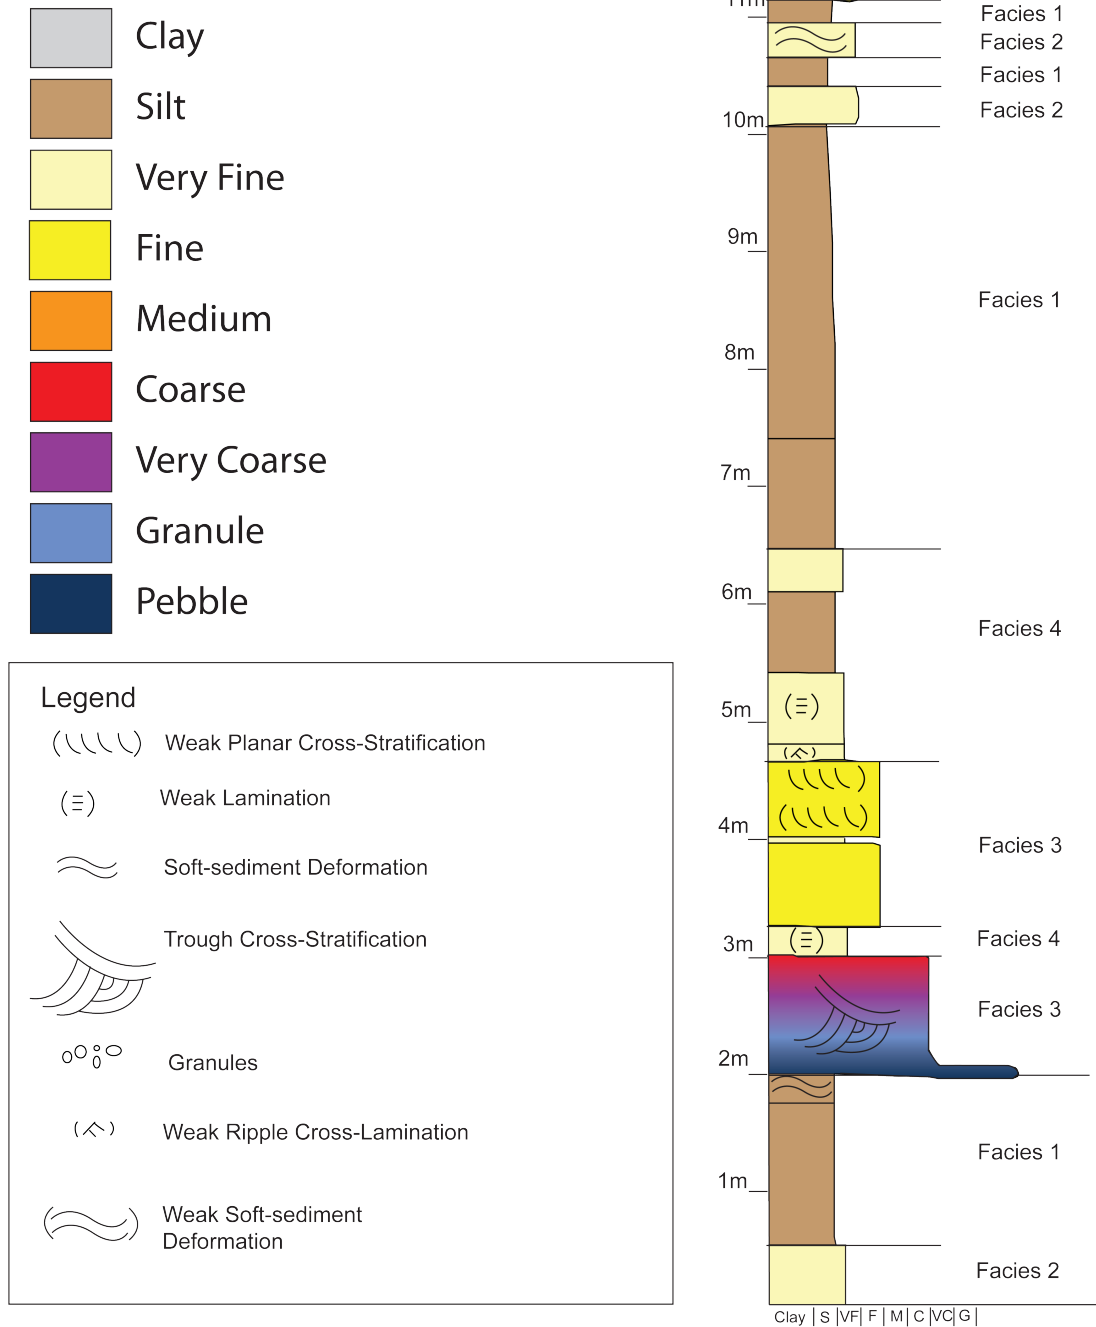 Clay
Silt
Very Fine
Fine
Medium
Coarse
Very Coarse
Granule
Pebble
Legend
Weak Planar Cross-Stratification
Weak Lamination
Soft-sediment Deformation
Trough Cross-Stratification
Granules
Weak Ripple Cross-Lamination
Weak Soft-sediment
Deformation
11m
Facies 1
Facies 2
Facies 1
Facies 2
10m
9m
Facies 1
8m
7m
6m
Facies 4
5m
4m
Facies 3
Facies 4
3m
Facies 3
2m
Facies 1
1m
Facies 2
Clay | S | VF | F | M | C | VC | G |